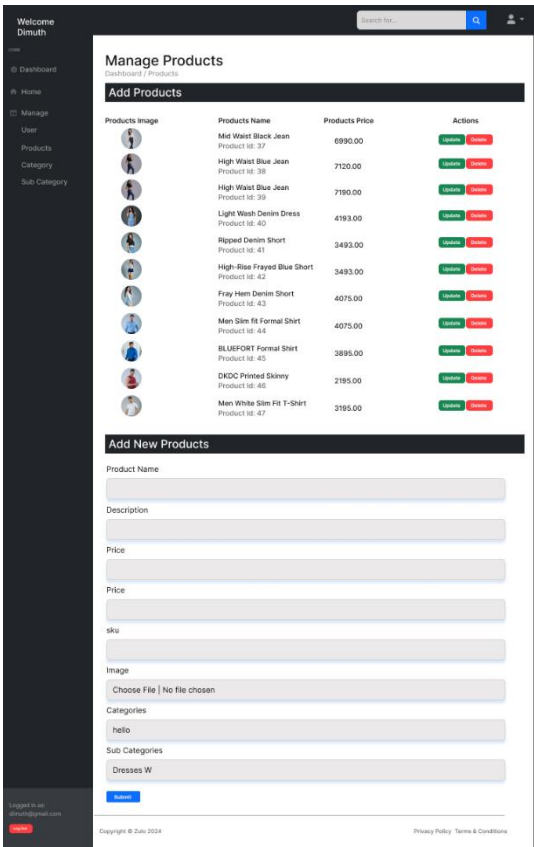 Welcome
Dimuth
Search for...
Dashboard
Home
Manage
User
Products
Category
Sub Category
Manage Products
Dashboard / Products
Add Products
Products Image Products Name Products Price Actions
Mid Waist Black Jean
Product Id: 37
6990.00 Update Delete
High Waist Blue Jean
Product Id: 38
7120.00 Update Delete
High Waist Blue Jean
Product Id: 39
7190.00 Update Delete
Light Wash Denim Dress
Product Id: 40
4193.00 Update Delete
Ripped Denim Short
Product Id: 41
3493.00 Update Delete
High-Rise Frayed Blue Short
Product Id: 42
3493.00 Update Delete
Fray Hem Denim Short
Product Id: 43
4075.00 Update Delete
Men Slim fit Formal Shirt
Product Id: 44
4075.00 Update Delete
BLUEFORT Formal Shirt
Product Id: 45
3895.00 Update Delete
DKDC Printed Skinny
Product Id: 46
2195.00 Update Delete
Men White Slim Fit T-Shirt
Product Id: 47
3195.00 Update Delete
Add New Products
Product Name
Description
Price
Price
sku
Image
Choose File | No file chosen
Categories
hello
Sub Categories
Dresses W
Submit
Logged in as:
dimuth@gmail.com
Copyright © Zulo 2024
Privacy Policy Terms & Conditions